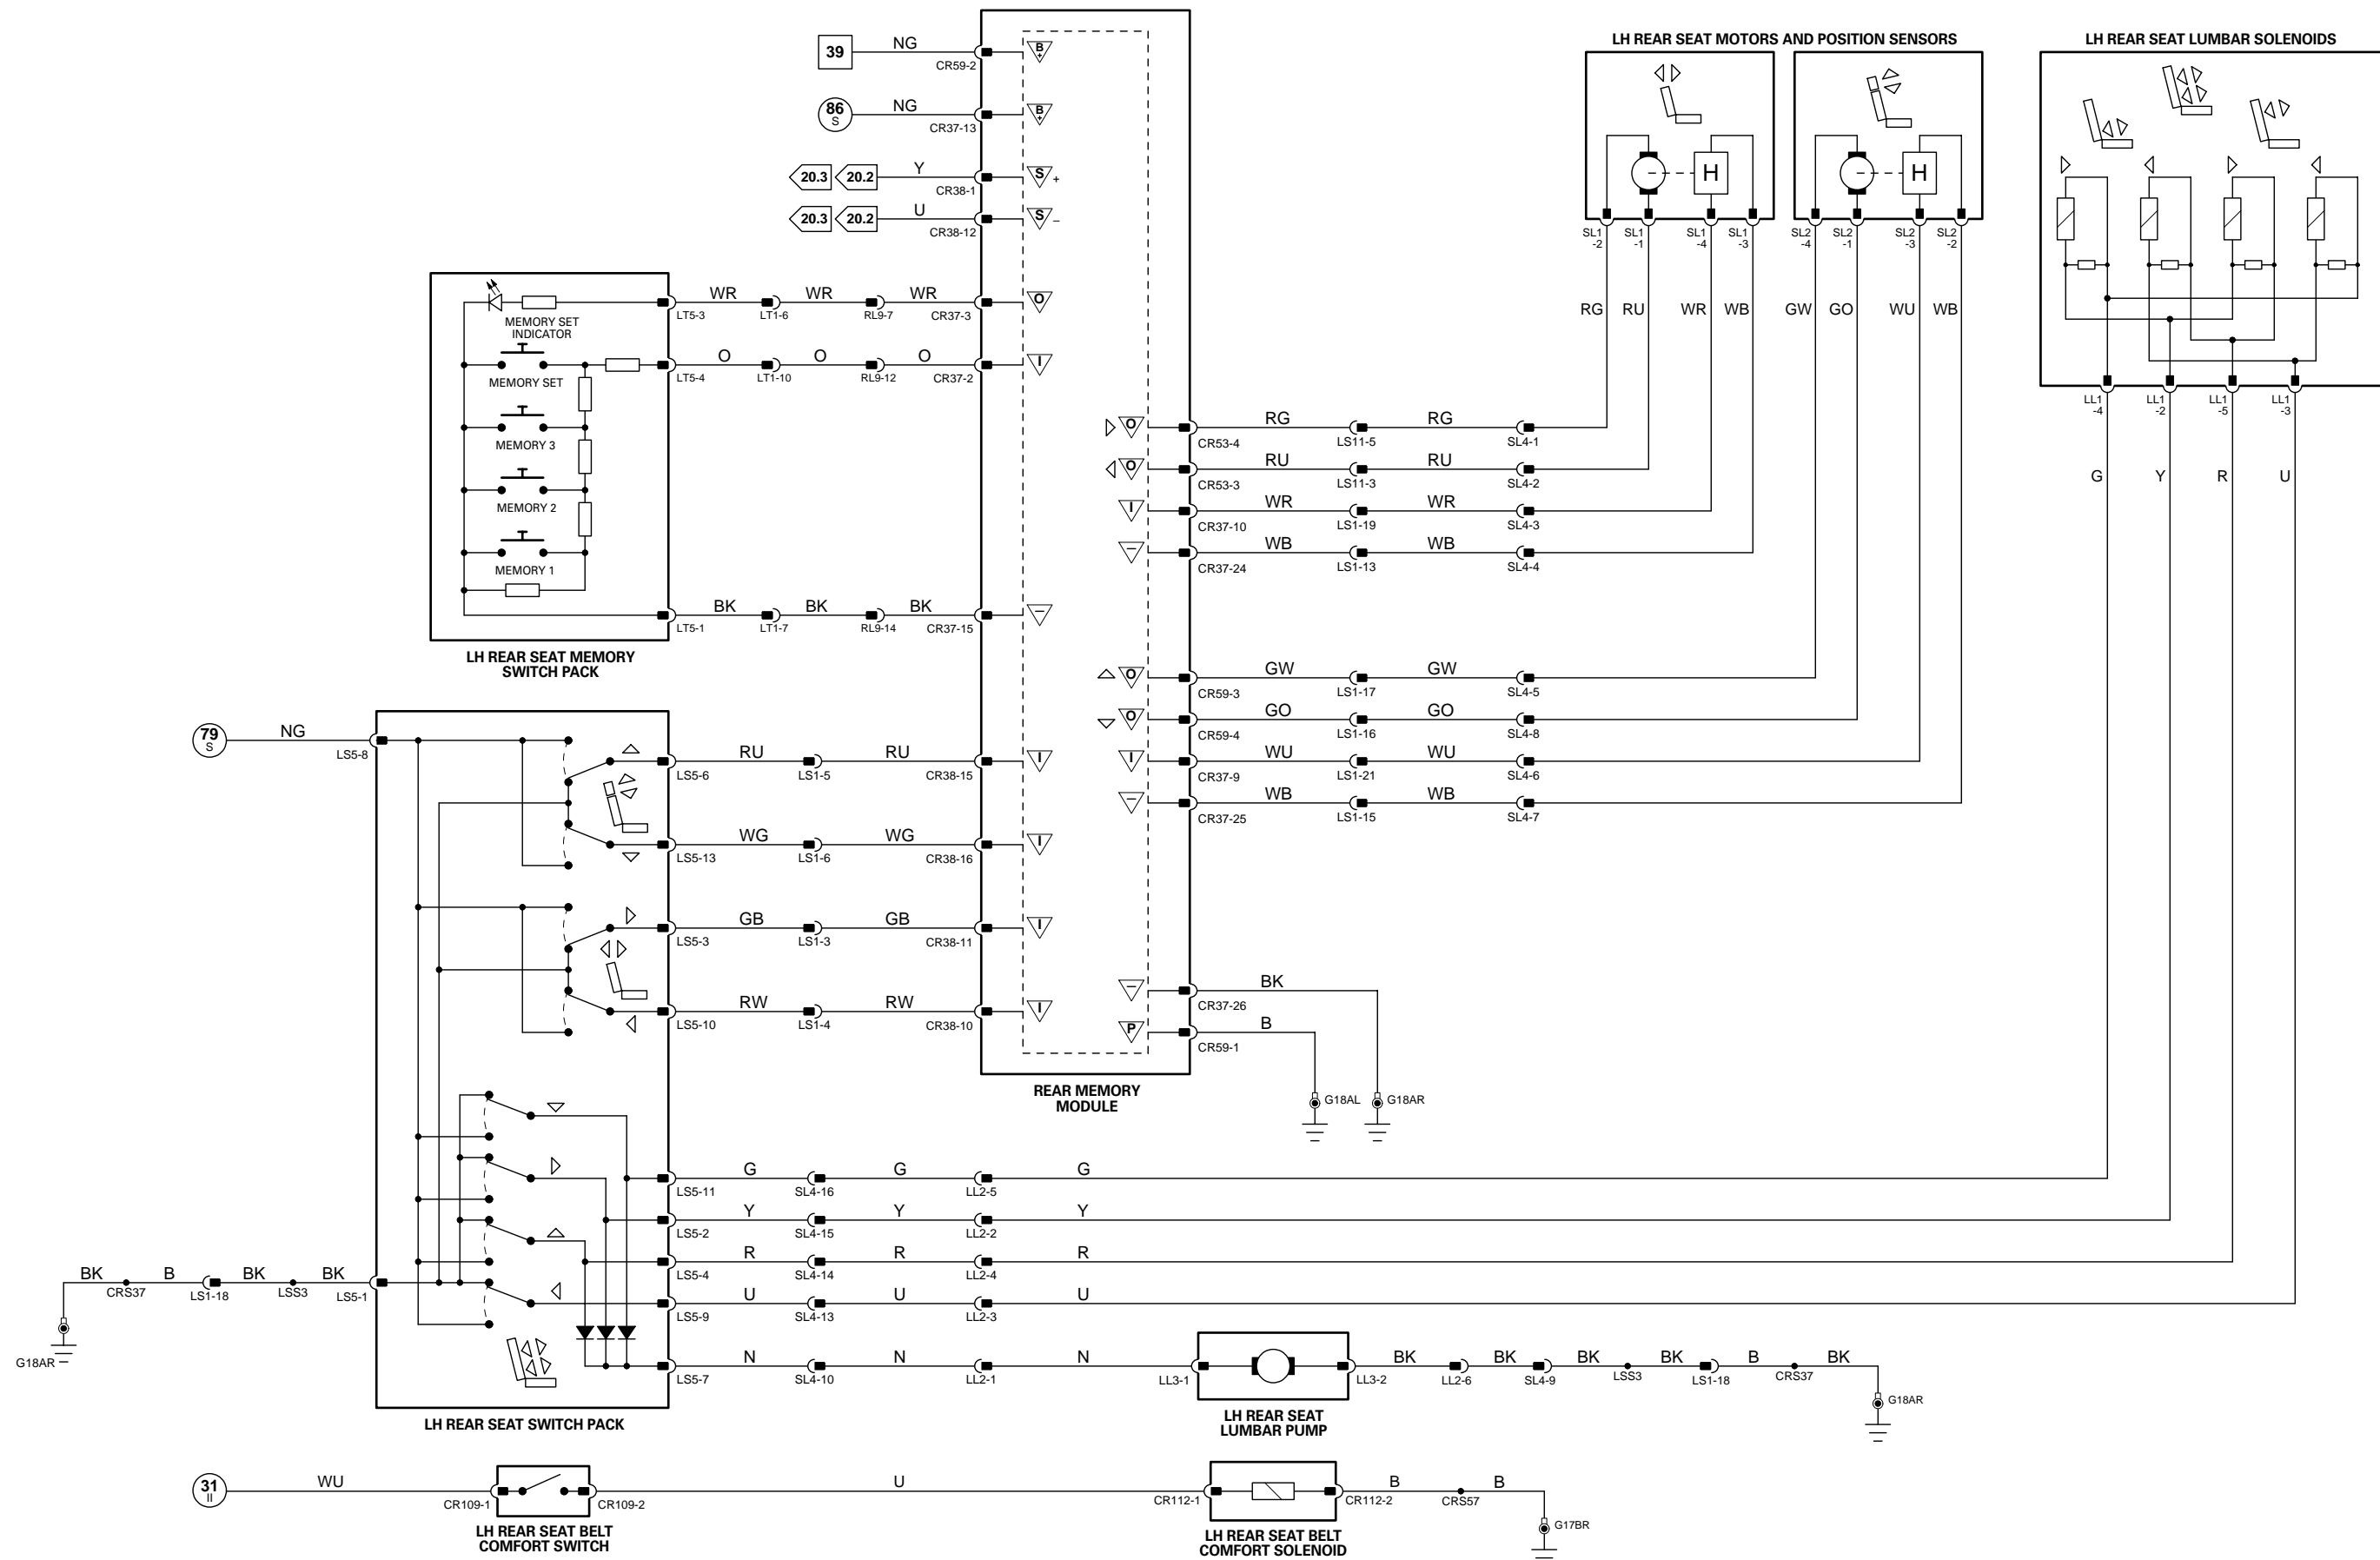 LH REAR SEAT MOTORS AND POSITION SENSORS
LH REAR SEAT LUMBAR SOLENOIDS
39 NG CR59-2 B+
86 S NG CR37-13 B+
20.3 20.2 Y CR38-1 S +
20.3 20.2 U CR38-12 S –
H H
SL1 -2 SL1 -1 SL1 -4 SL1 -3 SL2 -4 SL2 -1 SL2 -3 SL2 -2
RG RU WR WB GW GO WU WB
LL1 -4 LL1 -2 LL1 -5 LL1 -3
G Y R U
MEMORY SET
INDICATOR
WR WR WR O
LT5-3 LT1-6 RL9-7 CR37-3
MEMORY SET
O O O I
LT5-4 LT1-10 RL9-12 CR37-2
MEMORY 3
MEMORY 2
MEMORY 1
BK BK BK –
LT5-1 LT1-7 RL9-14 CR37-15
LH REAR SEAT MEMORY
SWITCH PACK
O RG RG
CR53-4 LS11-5 SL4-1
O RU RU
CR53-3 LS11-3 SL4-2
I WR WR
CR37-10 LS1-19 SL4-3
– WB WB
CR37-24 LS1-13 SL4-4
O GW GW
CR59-3 LS1-17 SL4-5
O GO GO
CR59-4 LS1-16 SL4-8
I WU WU
CR37-9 LS1-21 SL4-6
– WB WB
CR37-25 LS1-15 SL4-7
79 S NG LS5-8
RU RU I
LS5-6 LS1-5 CR38-15
WG WG I
LS5-13 LS1-6 CR38-16
GB GB I
LS5-3 LS1-3 CR38-11
RW RW I
LS5-10 LS1-4 CR38-10
– BK
CR37-26
P B
CR59-1
G18AL G18AR
REAR MEMORY
MODULE
G G G
LS5-11 SL4-16 LL2-5
Y Y Y
LS5-2 SL4-15 LL2-2
R R R
LS5-4 SL4-14 LL2-4
BK B BK BK
CRS37 LS1-18 LSS3 LS5-1
G18AR
U U U
LS5-9 SL4-13 LL2-3
N N N
LS5-7 SL4-10 LL2-1 LL3-1
BK BK BK BK B BK
LL3-2 LL2-6 SL4-9 LSS3 LS1-18 CRS37
G18AR
LH REAR SEAT SWITCH PACK
LH REAR SEAT
LUMBAR PUMP
31 II WU U B B
CR109-1 CR109-2 CR112-1 CR112-2 CRS57
G17BR
LH REAR SEAT BELT
COMFORT SWITCH
LH REAR SEAT BELT
COMFORT SOLENOID